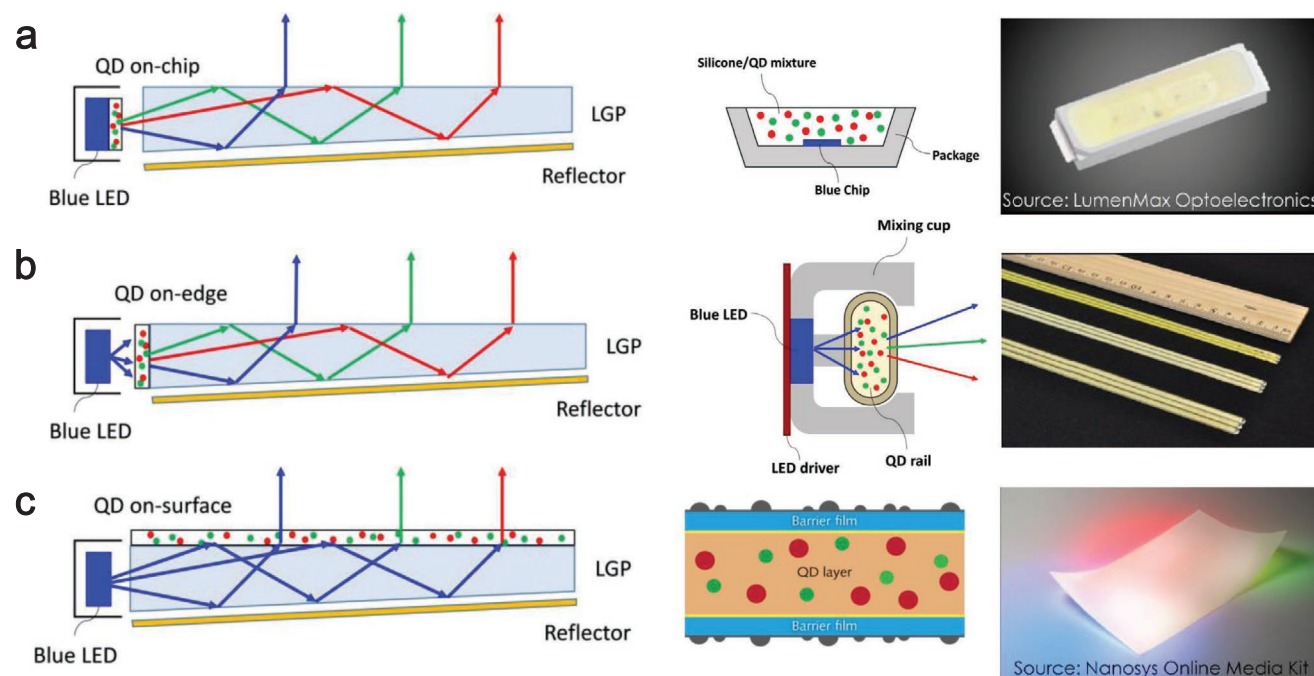 a
QD on-chip
LGP
Reflector
Blue LED
Silicone/QD mixture
Package
Blue Chip
Source: LumenMax Optoelectronics
b
QD on-edge
LGP
Reflector
Blue LED
Mixing cup
Blue LED
QD rail
LED driver
c
QD on-surface
LGP
Reflector
Blue LED
Barrier film
QD layer
Barrier film
Source: Nanosys Online Media Kit